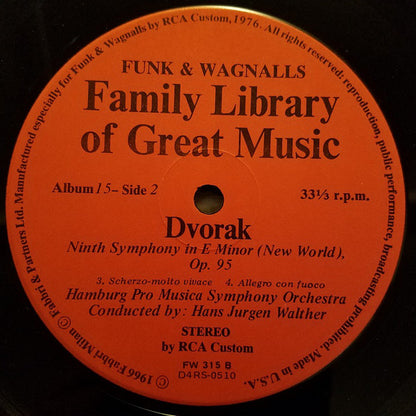 © 1966 Fabbri Milan © Fabbri & Partners Ltd. Manufactured especially for Funk & Wagnalls by RCA Custom, 1976. All rights reserved: reproduction, public performance, broadcasting prohibited. Made in U.S.A.
FUNK & WAGNALLS
Family Library
of Great Music
Album 15 - Side 2 33⅓ r.p.m.
Dvorak
Ninth Symphony in E Minor (New World),
Op. 95
3. Scherzo-molto vivace 4. Allegro con fuoco
Hamburg Pro Musica Symphony Orchestra
Conducted by: Hans Jurgen Walther
STEREO
by RCA Custom
FW 315 B
D4RS-0510